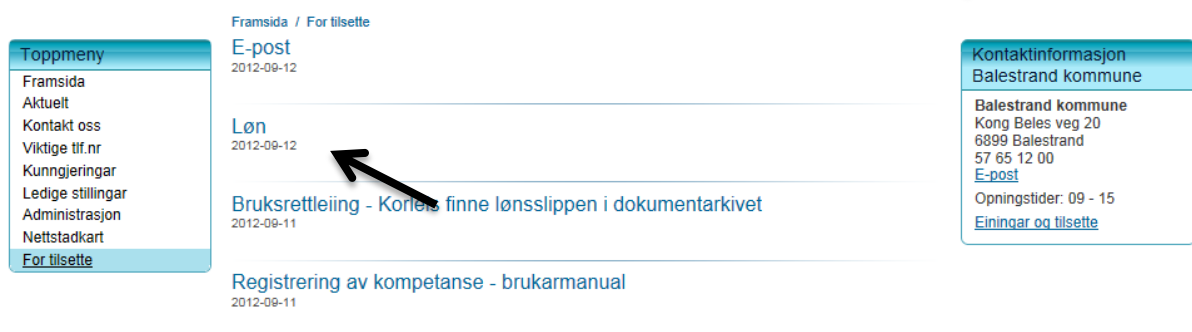 Framsida / For tilsette
Toppmeny
Framsida
Aktuelt
Kontakt oss
Viktige tlf.nr
Kunngjeringar
Ledige stillingar
Administrasjon
Nettstadkart
For tilsette
E-post
2012-09-12
Løn
2012-09-12
Bruksrettleiing - Korleis finne lønsslippen i dokumentarkivet
2012-09-11
Registrering av kompetanse - brukarmanual
2012-09-11
Kontaktinformasjon
Balestrand kommune
Balestrand kommune
Kong Beles veg 20
6899 Balestrand
57 65 12 00
E-post
Opningstider: 09 - 15
Einingar og tilsette